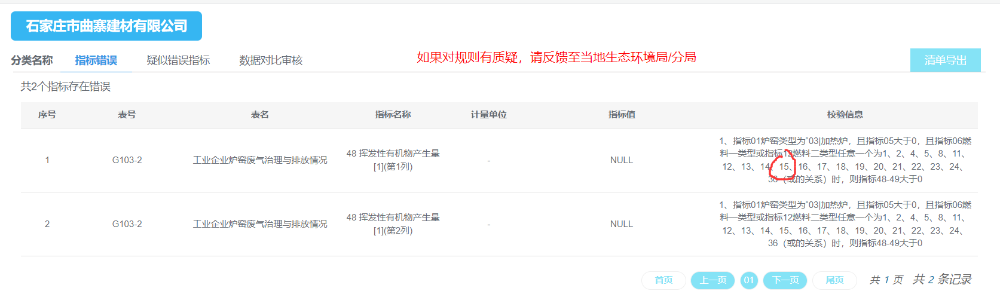 石家庄市曲寨建材有限公司
分类名称 指标错误 疑似错误指标 数据对比审核 如果对规则有质疑，请反馈至当地生态环境局/分局 清单导出
共2个指标存在错误
序号 表号 表名 指标名称 计量单位 指标值 校验信息
1 G103-2 工业企业炉窑废气治理与排放情况 48 挥发性有机物产生量
[1](第1列) - NULL
1、指标01炉窑类型为“03|加热炉，且指标05大于0，且指标06燃
料一类型或指标12燃料二类型任意一个为1、2、4、5、8、11、
12、13、14、15、16、17、18、19、20、21、22、23、24、
36（或的关系）时，则指标48-49大于0
2 G103-2 工业企业炉窑废气治理与排放情况 48 挥发性有机物产生量
[1](第2列) - NULL
1、指标01炉窑类型为“03|加热炉，且指标05大于0，且指标06燃
料一类型或指标12燃料二类型任意一个为1、2、4、5、8、11、
12、13、14、15、16、17、18、19、20、21、22、23、24、
36（或的关系）时，则指标48-49大于0
首页 上一页 01 下一页 尾页 共 1 页 共 2 条记录